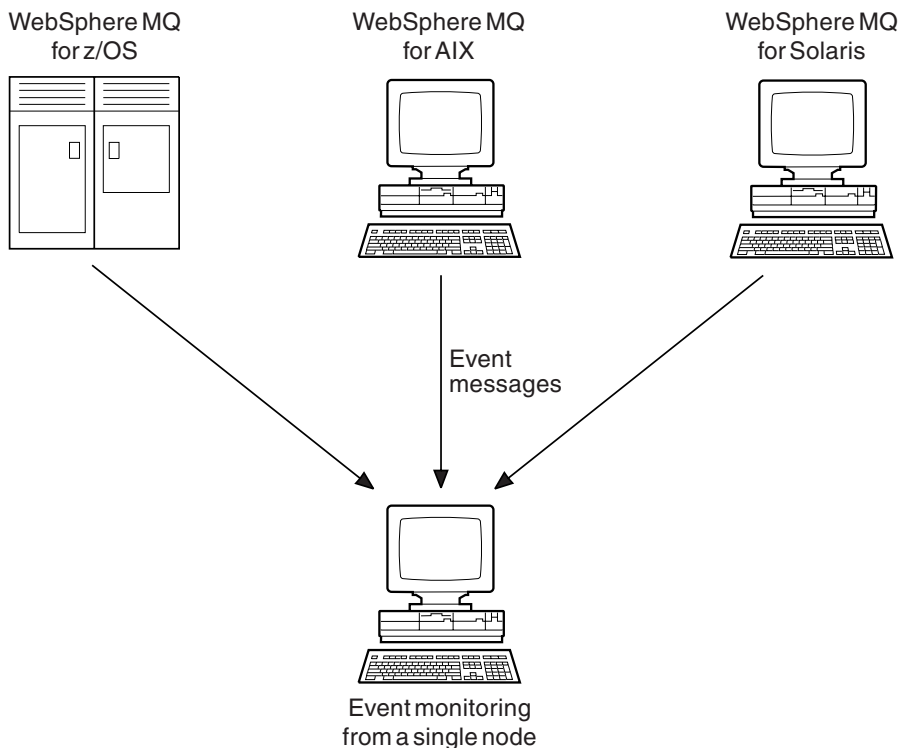 WebSphere MQ
for z/OS
WebSphere MQ
for AIX
WebSphere MQ
for Solaris
Event
messages
Event monitoring
from a single node